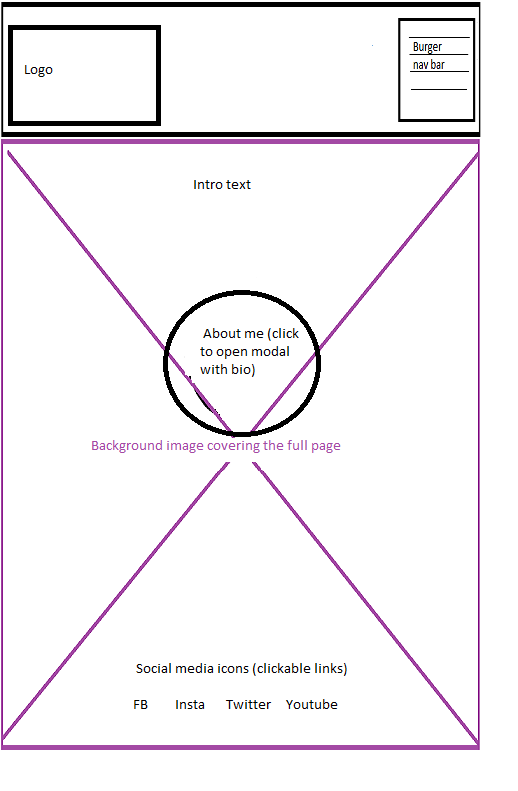 Logo
Burger
nav bar
Intro text
About me (click
to open modal
with bio)
Background image covering the full page
Social media icons (clickable links)
FB Insta Twitter Youtube